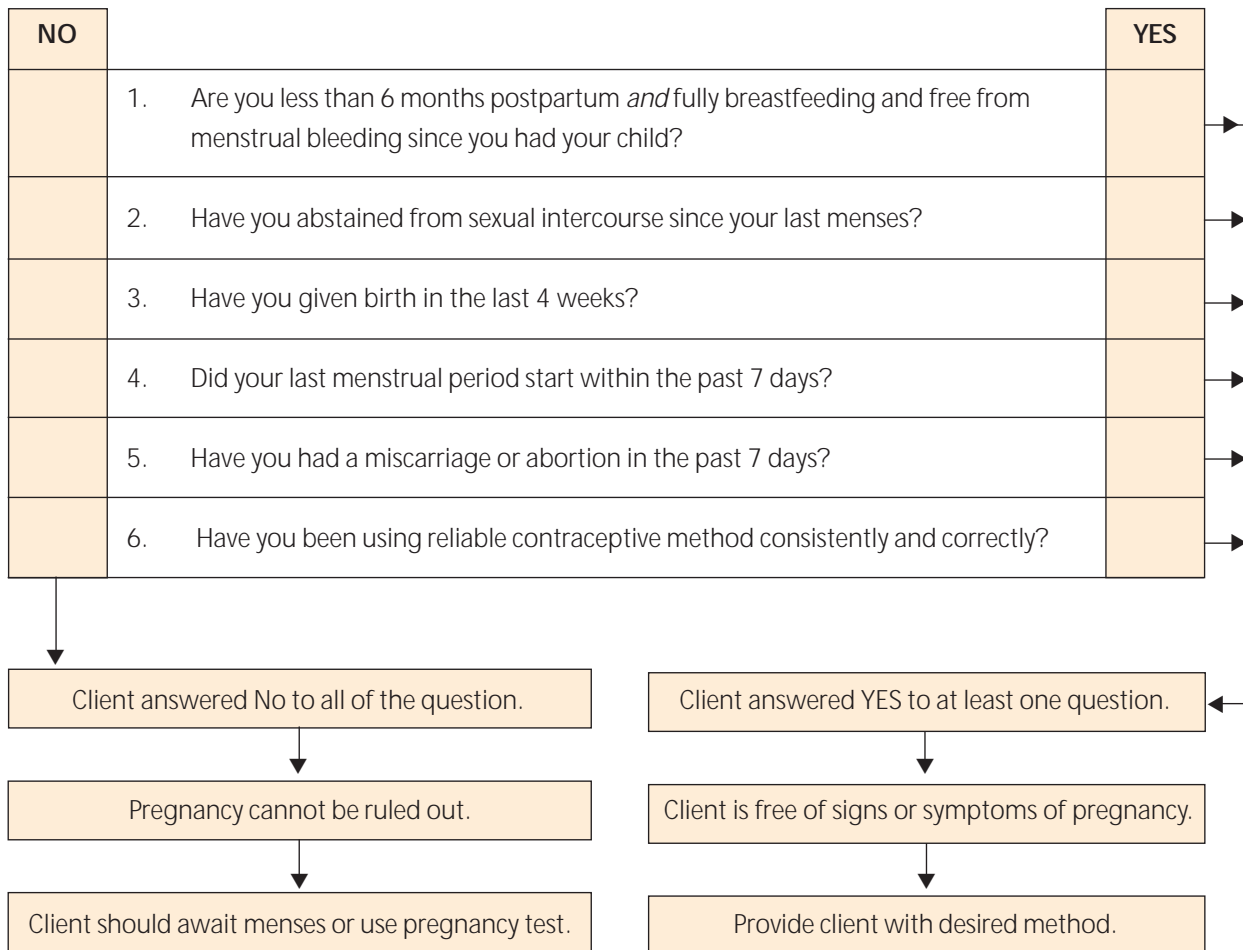 NO
YES
1. Are you less than 6 months postpartum and fully breastfeeding and free from
menstrual bleeding since you had your child?
2. Have you abstained from sexual intercourse since your last menses?
3. Have you given birth in the last 4 weeks?
4. Did your last menstrual period start within the past 7 days?
5. Have you had a miscarriage or abortion in the past 7 days?
6. Have you been using reliable contraceptive method consistently and correctly?
Client answered No to all of the question.
Pregnancy cannot be ruled out.
Client should await menses or use pregnancy test.
Client answered YES to at least one question.
Client is free of signs or symptoms of pregnancy.
Provide client with desired method.